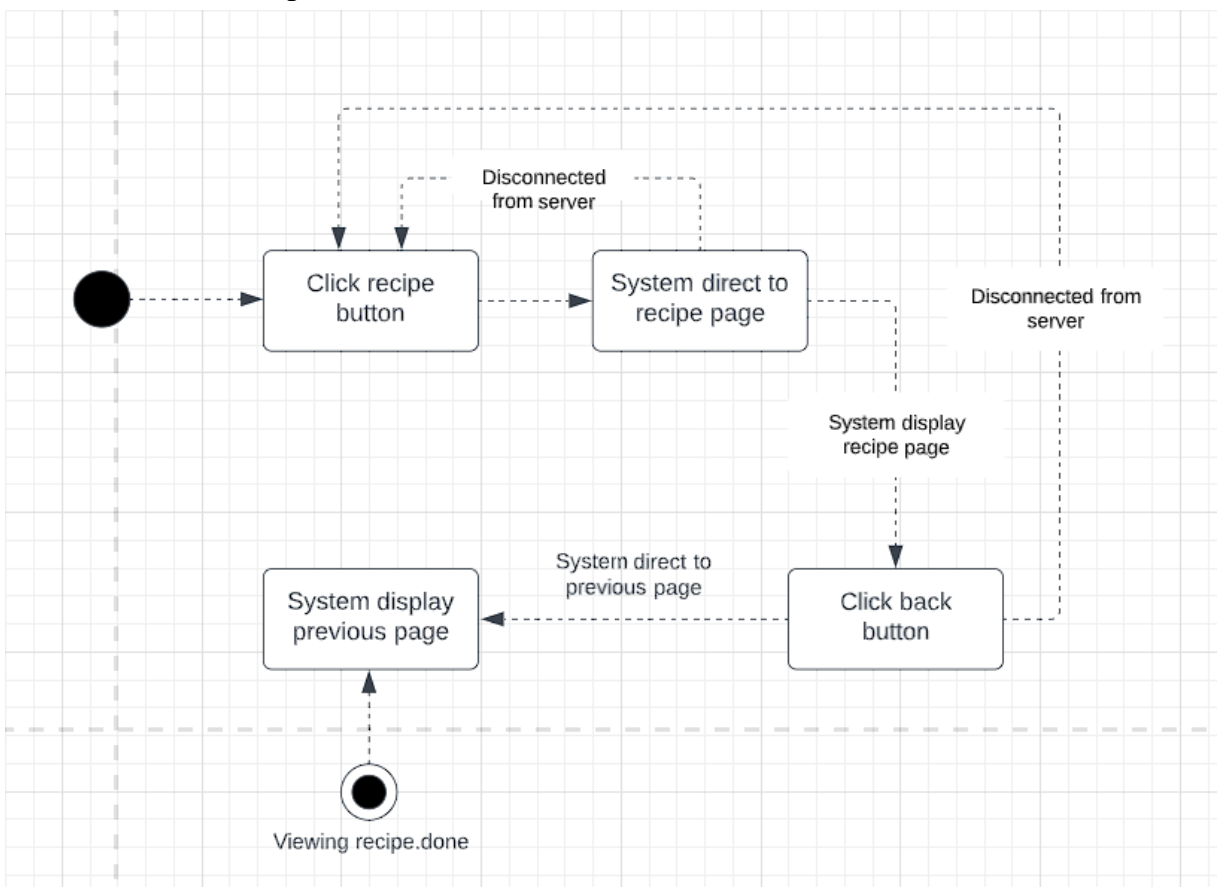 Disconnected
from server
Click recipe
button
System direct to
recipe page
Disconnected from
server
System display
recipe page
System direct to
previous page
System display
previous page
Click back
button
Viewing recipe.done